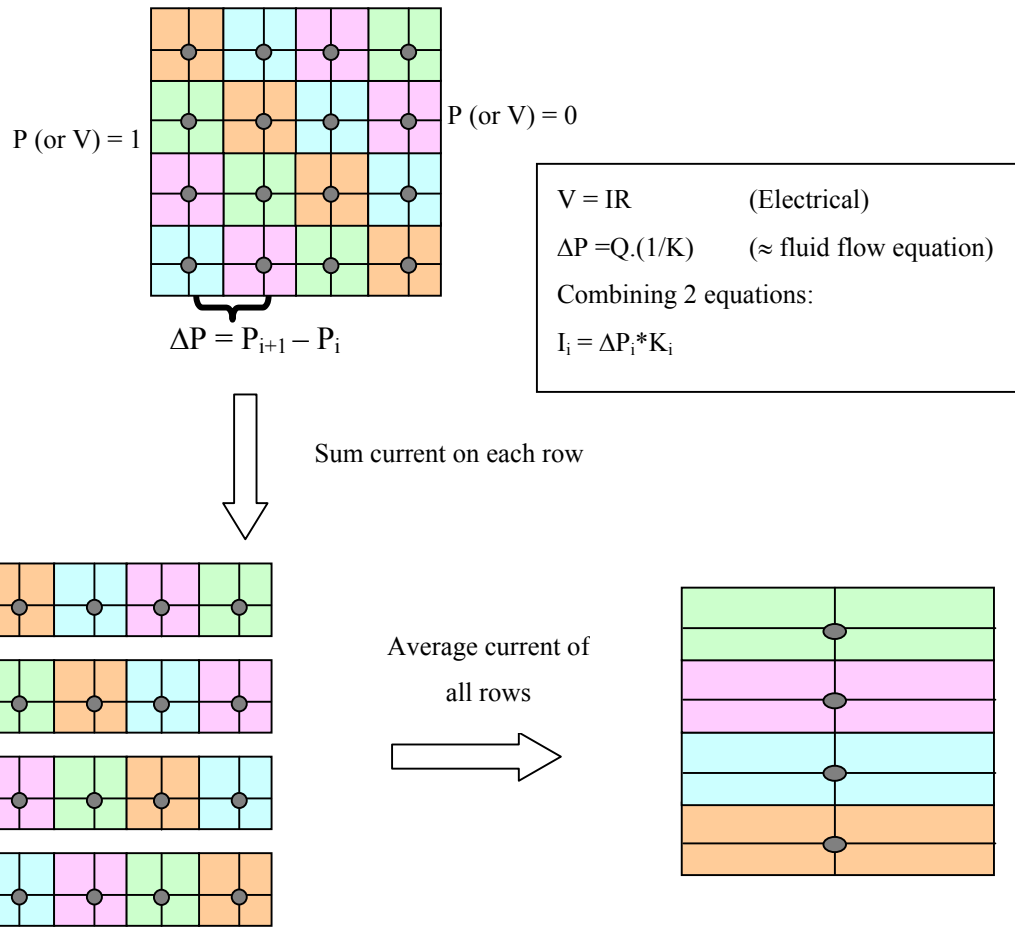 P (or V) = 1
P (or V) = 0
ΔP = Pᵢ₊₁ – Pᵢ
V = IR (Electrical)
ΔP =Q.(1/K) (≈ fluid flow equation)
Combining 2 equations:
Iᵢ = ΔPᵢ*Kᵢ
Sum current on each row
Average current of
all rows